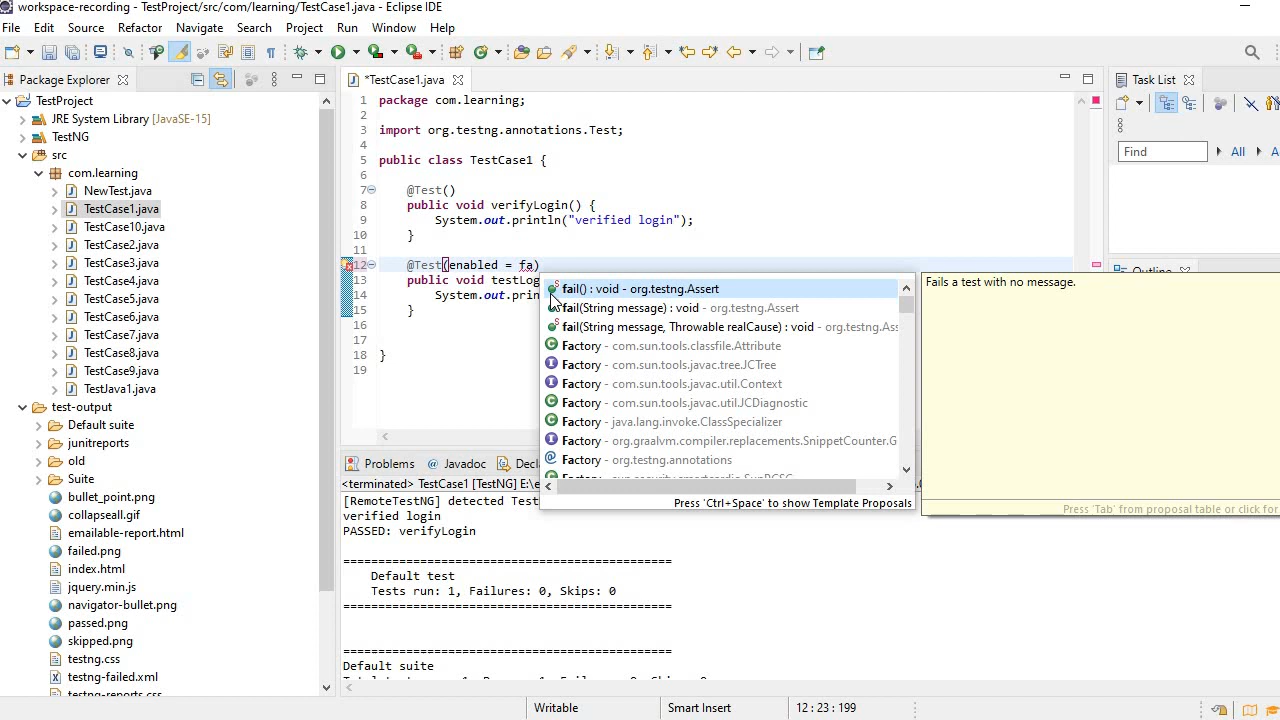 workspace-recording - TestProject/src/com/learning/TestCase1.java - Eclipse IDE
File Edit Source Refactor Navigate Search Project Run Window Help
Package Explorer
*TestCase1.java
Task List
TestProject
JRE System Library [JavaSE-15]
TestNG
src
com.learning
NewTest.java
TestCase1.java
TestCase10.java
TestCase2.java
TestCase3.java
TestCase4.java
TestCase5.java
TestCase6.java
TestCase7.java
TestCase8.java
TestCase9.java
TestJava1.java
test-output
Default suite
junitreports
old
Suite
bullet_point.png
collapseall.gif
emailable-report.html
failed.png
index.html
jquery.min.js
navigator-bullet.png
passed.png
skipped.png
testng.css
testng-failed.xml
testng-reports.css
1 package com.learning;
2
3 import org.testng.annotations.Test;
4
5 public class TestCase1 {
6
7 @Test()
8 public void verifyLogin() {
9 System.out.println("verified login");
10 }
11
12 @Test(enabled = fa)
13 public void testLog
14 System.out.prin
15 }
16
17
18 }
19
fail() : void - org.testng.Assert
fail(String message) : void - org.testng.Assert
fail(String message, Throwable realCause) : void - org.testng.Ass
Factory - com.sun.tools.classfile.Attribute
Factory - com.sun.tools.javac.tree.JCTree
Factory - com.sun.tools.javac.util.Context
Factory - com.sun.tools.javac.util.JCDiagnostic
Factory - java.lang.invoke.ClassSpecializer
Factory - org.graalvm.compiler.replacements.SnippetCounter.G
Factory - org.testng.annotations
Press 'Ctrl+Space' to show Template Proposals
Fails a test with no message.
Press 'Tab' from proposal table or click for
Find All A
Outline
Problems Javadoc Decla
<terminated> TestCase1 [TestNG] E:\e
[RemoteTestNG] detected Test
verified login
PASSED: verifyLogin
===============================================
Default test
Tests run: 1, Failures: 0, Skips: 0
===============================================
===============================================
Default suite
Writable Smart Insert 12 : 23 : 199